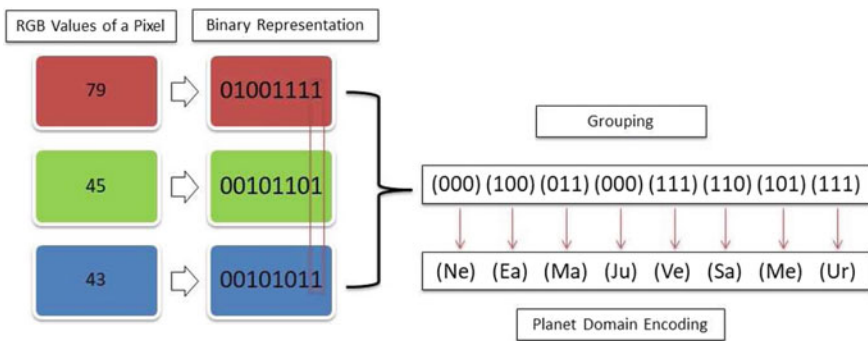 RGB Values of a Pixel
Binary Representation
79
01001111
45
00101101
43
00101011
Grouping
(000) (100) (011) (000) (111) (110) (101) (111)
(Ne) (Ea) (Ma) (Ju) (Ve) (Sa) (Me) (Ur)
Planet Domain Encoding